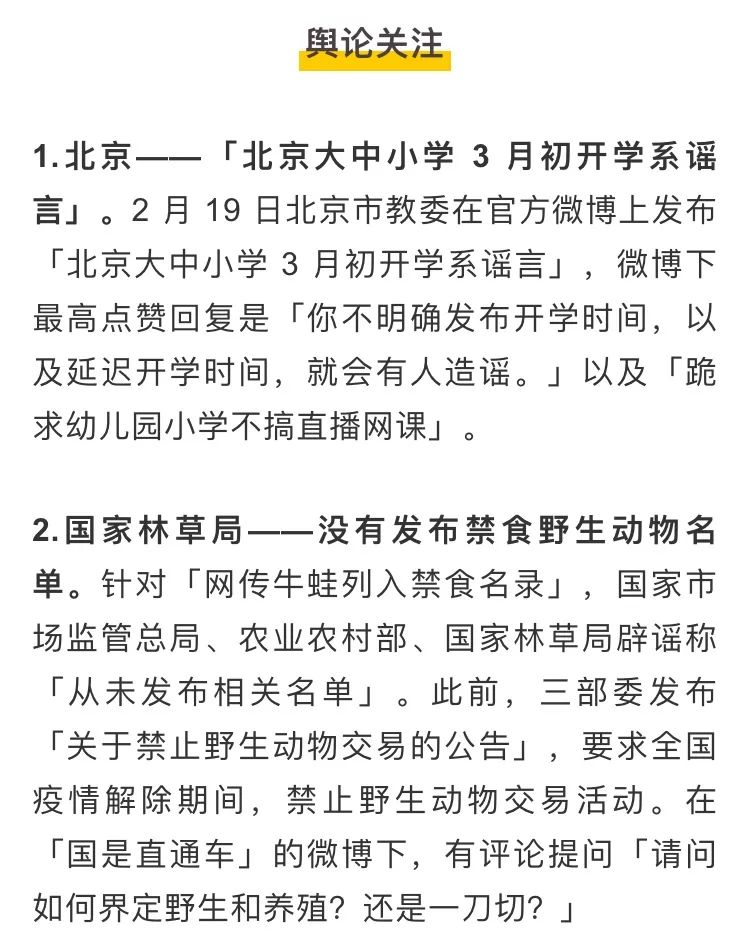 舆论关注
1.北京——「北京大中小学 3 月初开学系谣
言」。2 月 19 日北京市教委在官方微博上发布
「北京大中小学 3 月初开学系谣言」，微博下
最高点赞回复是「你不明确发布开学时间，以
及延迟开学时间，就会有人造谣。」以及「跪
求幼儿园小学不搞直播网课」。
2.国家林草局——没有发布禁食野生动物名
单。针对「网传牛蛙列入禁食名录」，国家市
场监管总局、农业农村部、国家林草局辟谣称
「从未发布相关名单」。此前，三部委发布
「关于禁止野生动物交易的公告」，要求全国
疫情解除期间，禁止野生动物交易活动。在
「国是直通车」的微博下，有评论提问「请问
如何界定野生和养殖？还是一刀切？」